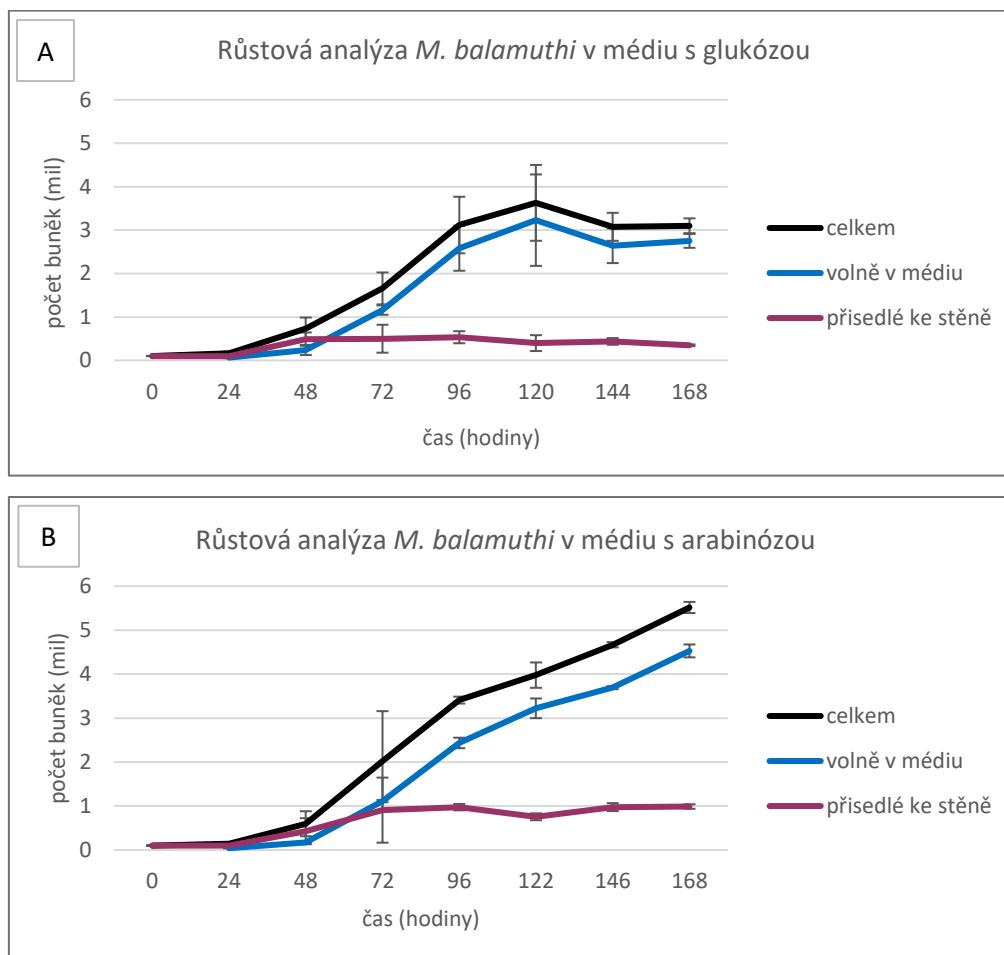 A
Růstová analýza M. balamuthi v médiu s glukózou
počet buněk (mil)
6
5
4
3
2
1
0
0 24 48 72 96 120 144 168
čas (hodiny)
celkem
volně v médiu
přisedlé ke stěně
B
Růstová analýza M. balamuthi v médiu s arabinózou
počet buněk (mil)
6
5
4
3
2
1
0
0 24 48 72 96 122 146 168
čas (hodiny)
celkem
volně v médiu
přisedlé ke stěně